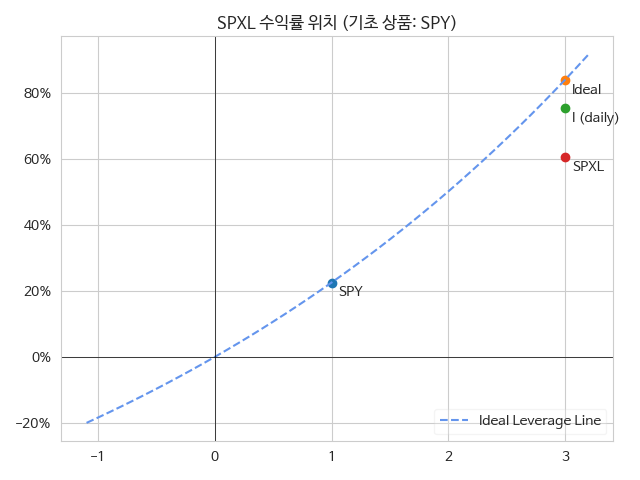 SPXL 수익률 위치 (기초 상품: SPY)
80%
60%
40%
20%
0%
−20%
−1
0
1
2
3
Ideal
I (daily)
SPXL
SPY
Ideal Leverage Line